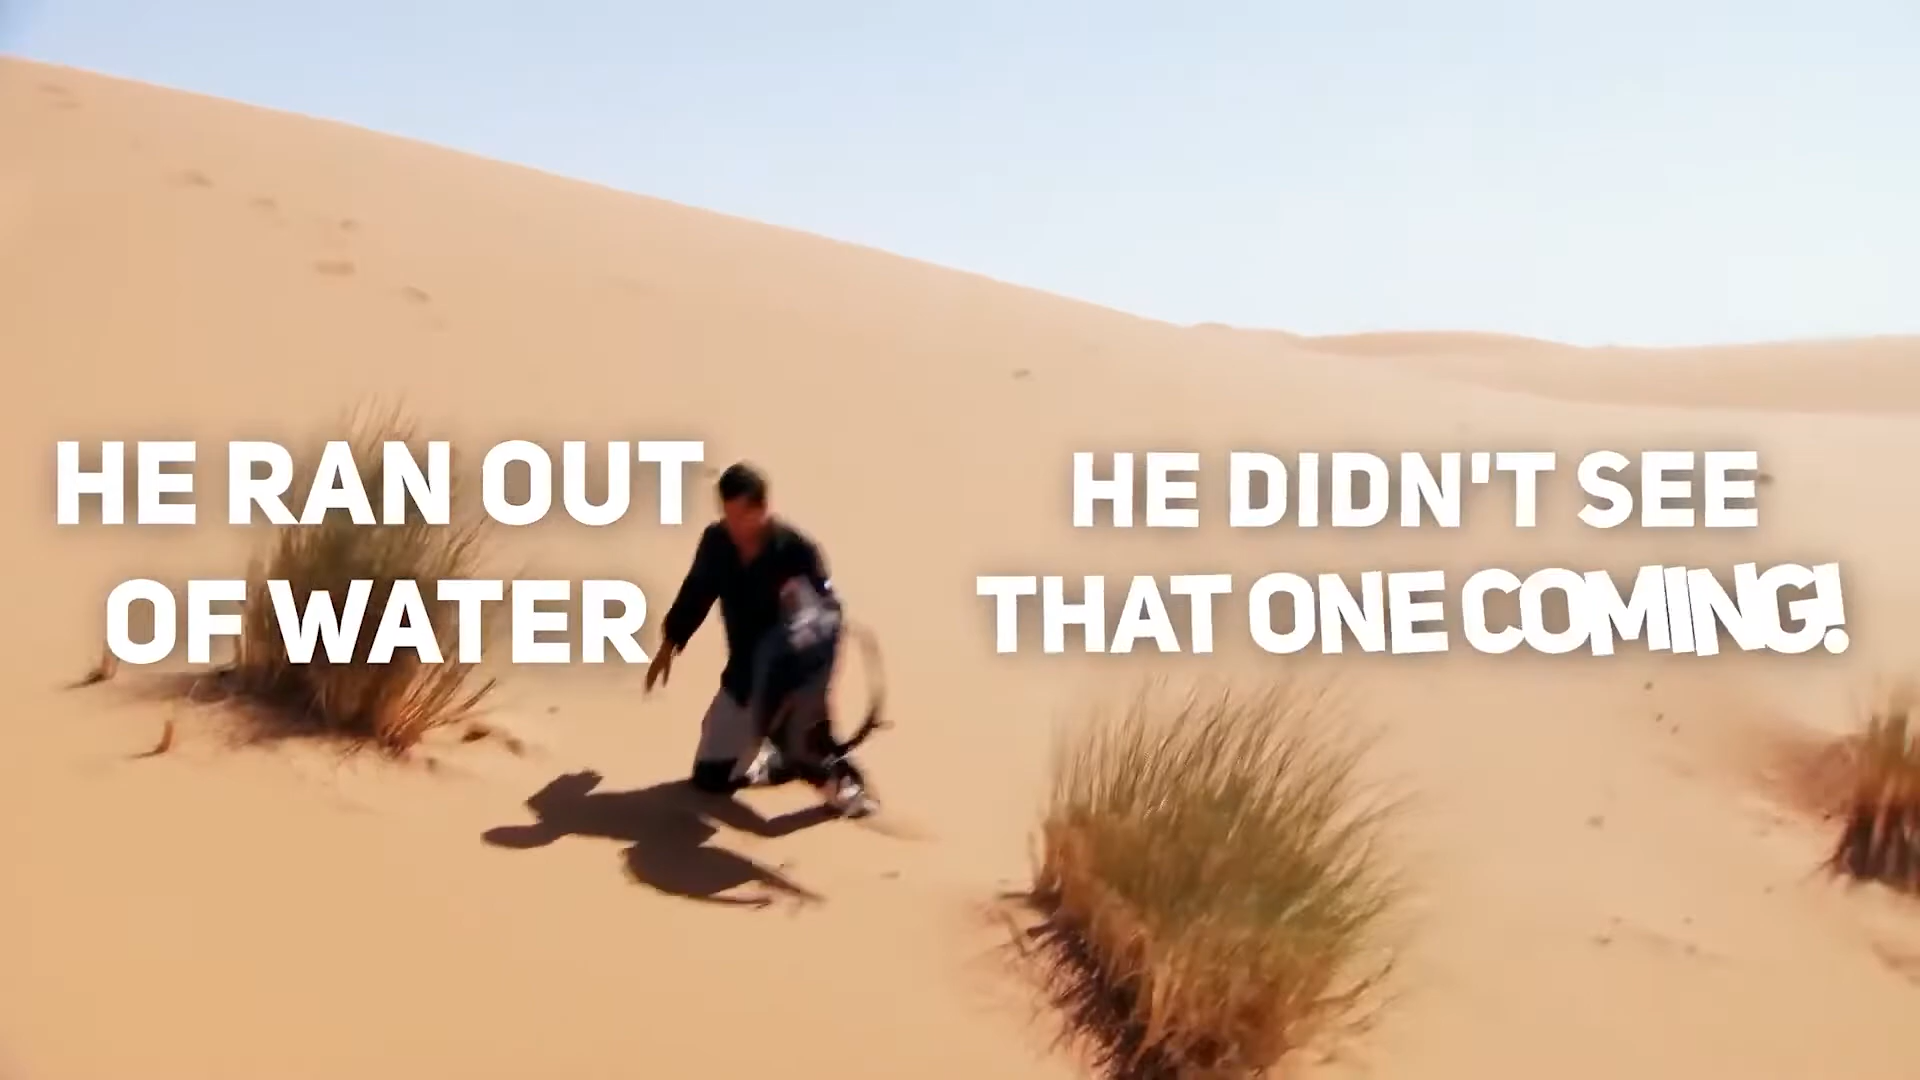 HE RAN OUT
OF WATER
HE DIDN'T SEE
THAT ONE COMING!